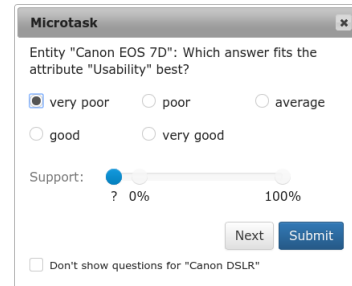 Microtask
Entity "Canon EOS 7D": Which answer fits the
attribute "Usability" best?
very poor poor average
good very good
Support:
? 0% 100%
Next Submit
Don't show questions for "Canon DSLR"